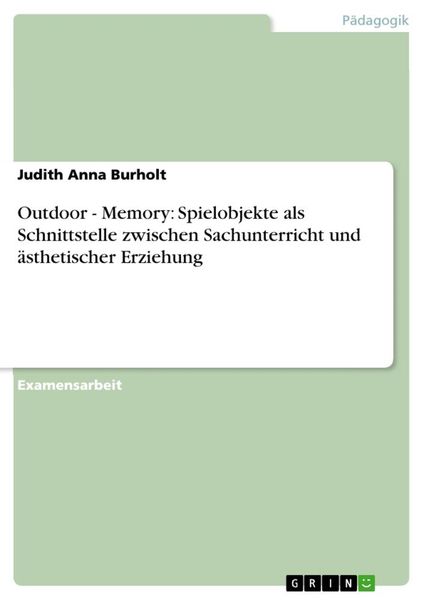 Pädagogik
Judith Anna Burholt
Outdoor - Memory: Spielobjekte als
Schnittstelle zwischen Sachunterricht und
ästhetischer Erziehung
Examensarbeit
GRIN